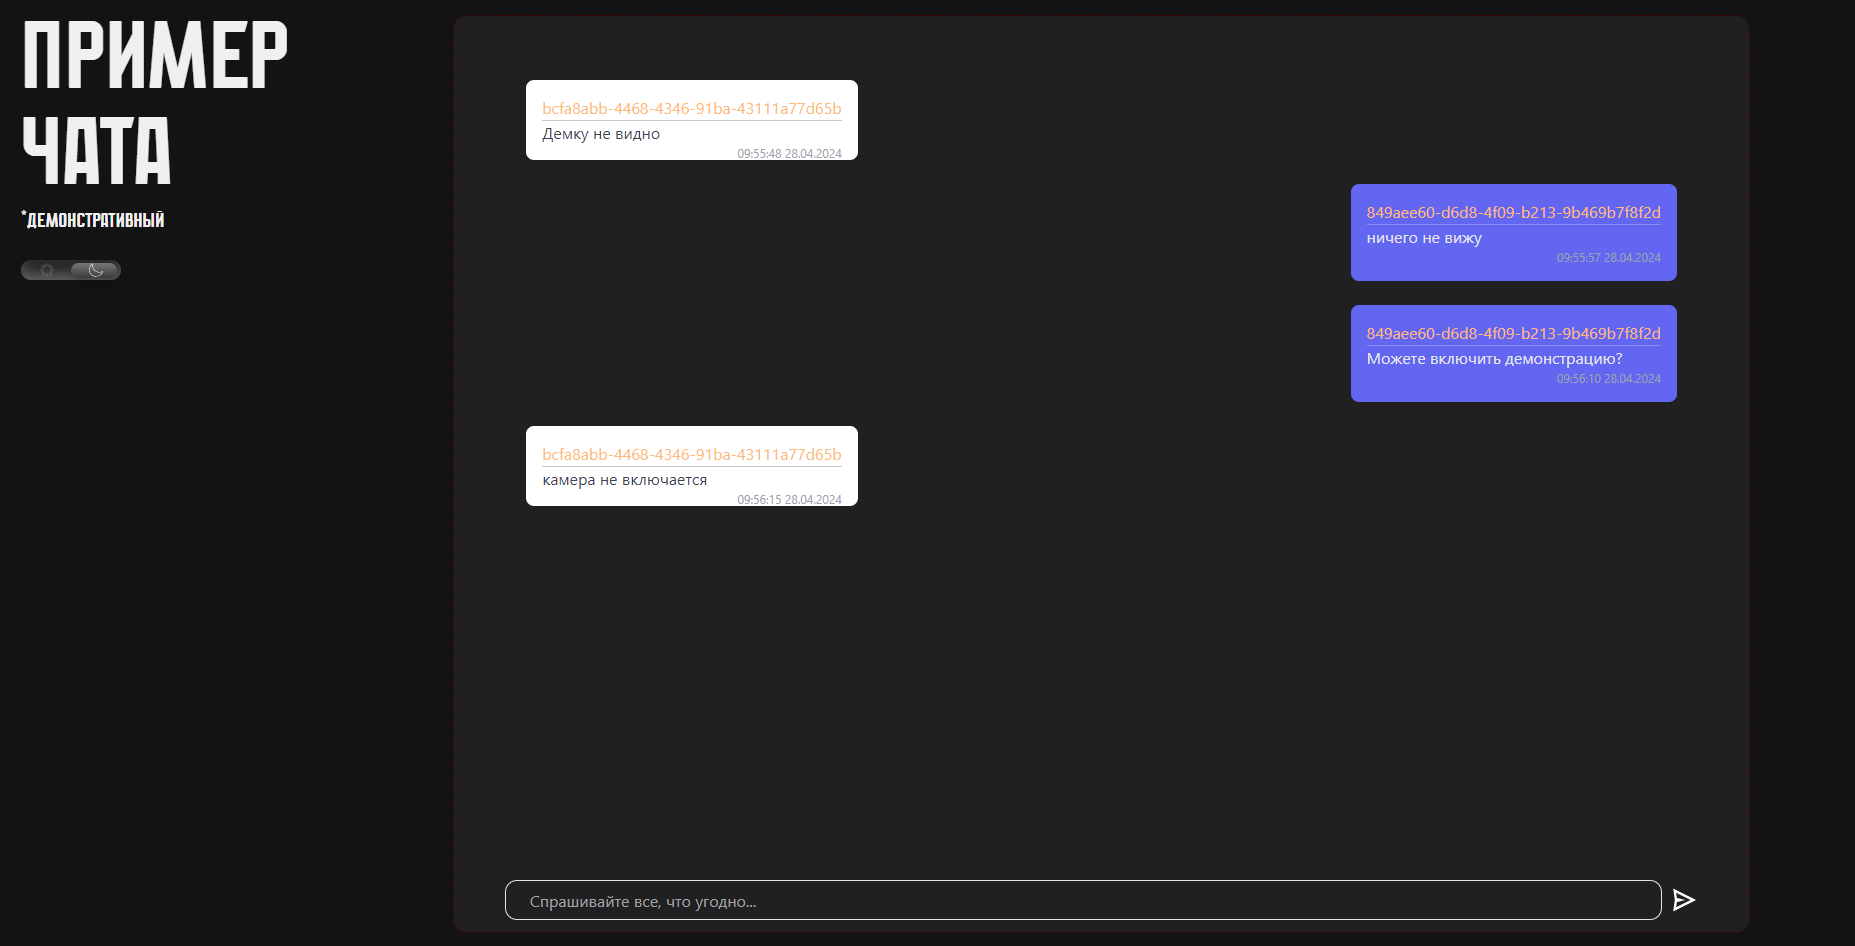 ПРИМЕР
ЧАТА
*ДЕМОНСТРАТИВНЫЙ
bcfa8abb-4468-4346-91ba-43111a77d65b
Демку не видно
09:55:48 28.04.2024
849aee60-d6d8-4f09-b213-9b469b7f8f2d
ничего не вижу
09:55:57 28.04.2024
849aee60-d6d8-4f09-b213-9b469b7f8f2d
Можете включить демонстрацию?
09:56:10 28.04.2024
bcfa8abb-4468-4346-91ba-43111a77d65b
камера не включается
09:56:15 28.04.2024
Спрашивайте все, что угодно...